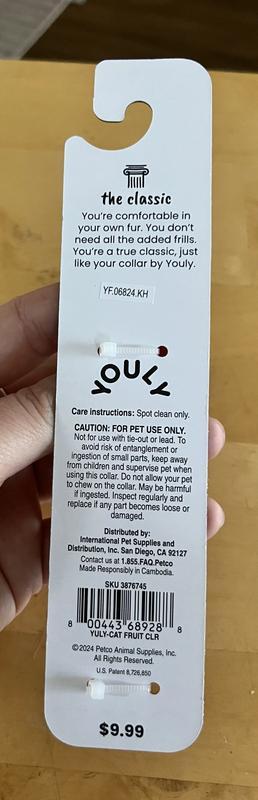 the classic
You're comfortable in
your own fur. You don't
need all the added frills.
You're a true classic, just
like your collar by Youly.
YF.06824.KH
YOULY
Care instructions: Spot clean only.
CAUTION: FOR PET USE ONLY.
Not for use with tie-out or lead. To
avoid risk of entanglement or
ingestion of small parts, keep away
from children and supervise pet when
using this collar. Do not allow your pet
to chew on the collar. May be harmful
if ingested. Inspect regularly and
replace if any part becomes loose or
damaged.
Distributed by:
International Pet Supplies and
Distribution, Inc. San Diego, CA 92127
Contact us at 1.855.FAQ.Petco
Made Responsibly in Cambodia.
SKU 3876745
8 00443 68928 8
YULY-CAT FRUIT CLR
©2024 Petco Animal Supplies, Inc.
All Rights Reserved.
U.S. Patent 8,726,850
$9.99